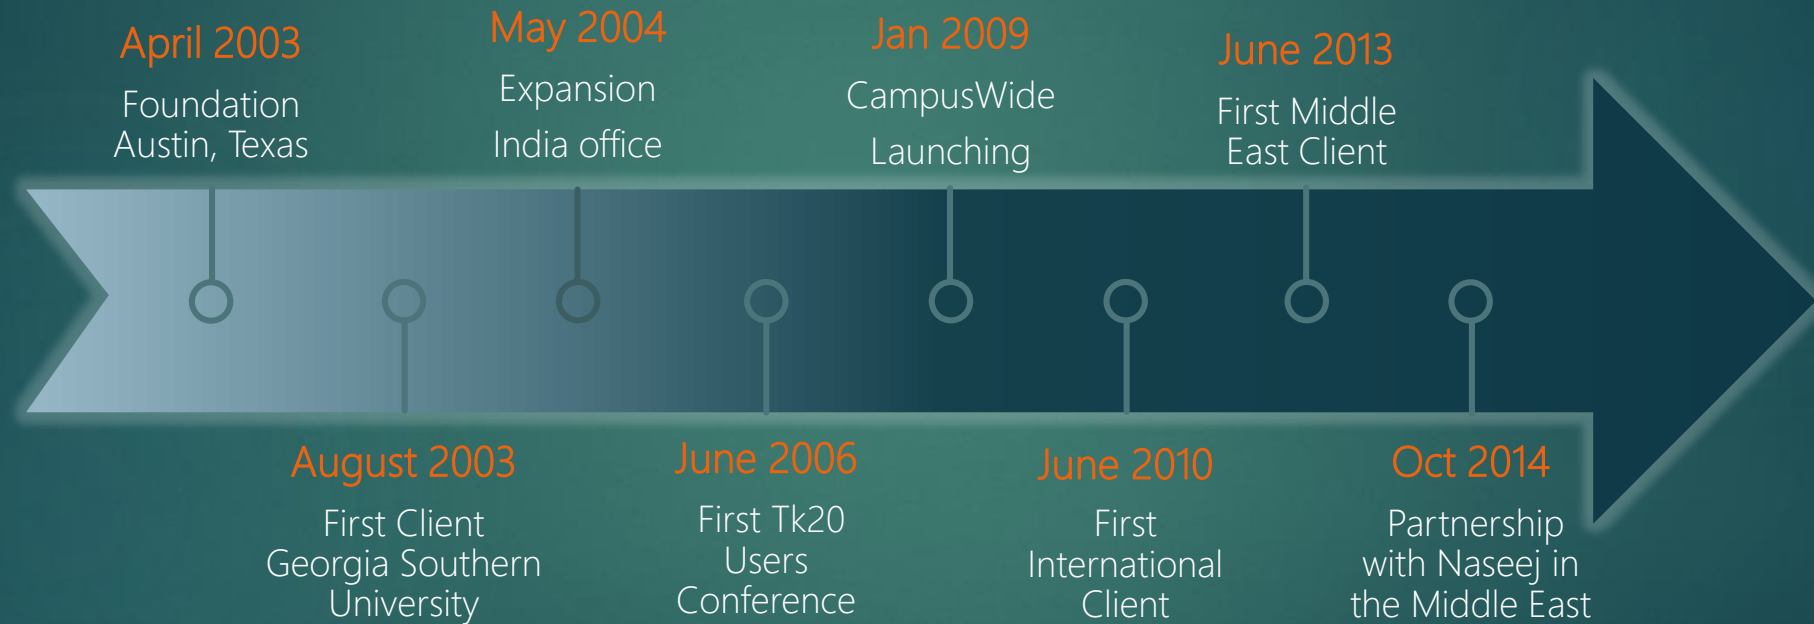 April 2003
Foundation
Austin, Texas
May 2004
Expansion
India office
Jan 2009
CampusWide
Launching
June 2013
First Middle
East Client
August 2003
First Client
Georgia Southern
University
June 2006
First Tk20
Users
Conference
June 2010
First
International
Client
Oct 2014
Partnership
with Naseej in
the Middle East